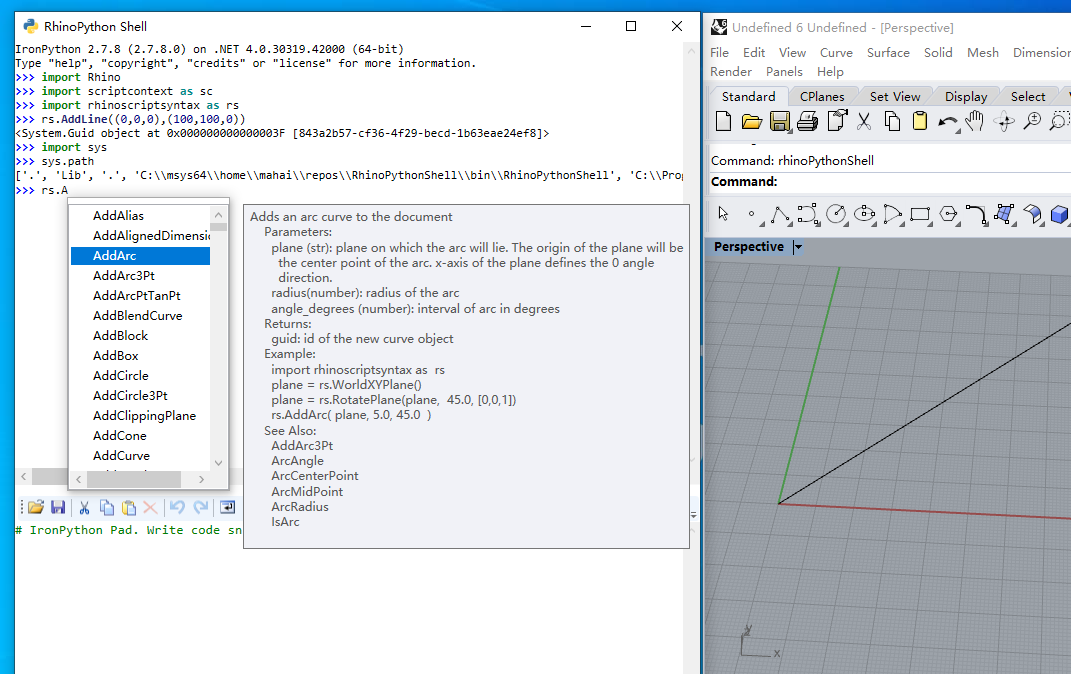 RhinoPython Shell
IronPython 2.7.8 (2.7.8.0) on .NET 4.0.30319.42000 (64-bit)
Type "help", "copyright", "credits" or "license" for more information.
>>> import Rhino
>>> import scriptcontext as sc
>>> import rhinoscriptsyntax as rs
>>> rs.AddLine((0,0,0),(100,100,0))
<System.Guid object at 0x000000000000003F [843a2b57-cf36-4f29-becd-1b63eae24ef8]>
>>> import sys
>>> sys.path
['.', 'Lib', '.', 'C:\\msys64\\home\\mahai\\repos\\RhinoPythonShell\\bin\\RhinoPythonShell', 'C:\\Prog
>>> rs.A
AddAlias
AddAlignedDimensi
AddArc
AddArc3Pt
AddArcPtTanPt
AddBlendCurve
AddBlock
AddBox
AddCircle
AddCircle3Pt
AddClippingPlane
AddCone
AddCurve
Adds an arc curve to the document
Parameters:
plane (str): plane on which the arc will lie. The origin of the plane will be
the center point of the arc. x-axis of the plane defines the 0 angle
direction.
radius(number): radius of the arc
angle_degrees (number): interval of arc in degrees
Returns:
guid: id of the new curve object
Example:
import rhinoscriptsyntax as  rs
plane = rs.WorldXYPlane()
plane = rs.RotatePlane(plane,  45.0, [0,0,1])
rs.AddArc( plane, 5.0, 45.0  )
See Also:
AddArc3Pt
ArcAngle
ArcCenterPoint
ArcMidPoint
ArcRadius
IsArc
# IronPython Pad. Write code sn
Undefined 6 Undefined - [Perspective]
File Edit View Curve Surface Solid Mesh Dimension
Render Panels Help
Standard CPlanes Set View Display Select
Command: rhinoPythonShell
Command:
Perspective
y
x